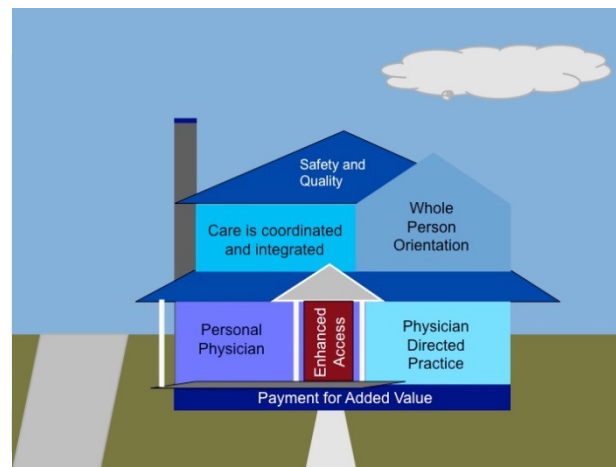 Safety and
Quality
Care is coordinated
and integrated
Whole
Person
Orientation
Personal
Physician
Enhanced
Access
Physician
Directed
Practice
Payment for Added Value